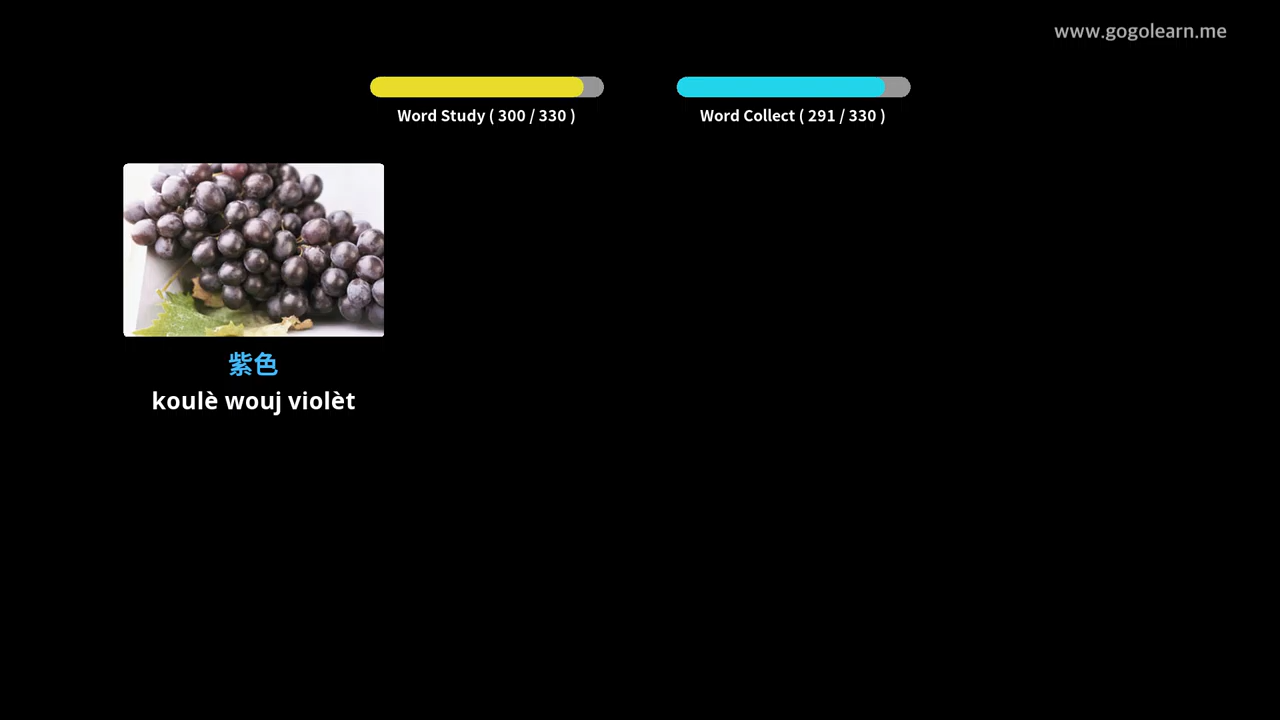 www.gogolearn.me
Word Study ( 300 / 330 )
Word Collect ( 291 / 330 )
紫色
koulè wouj violèt